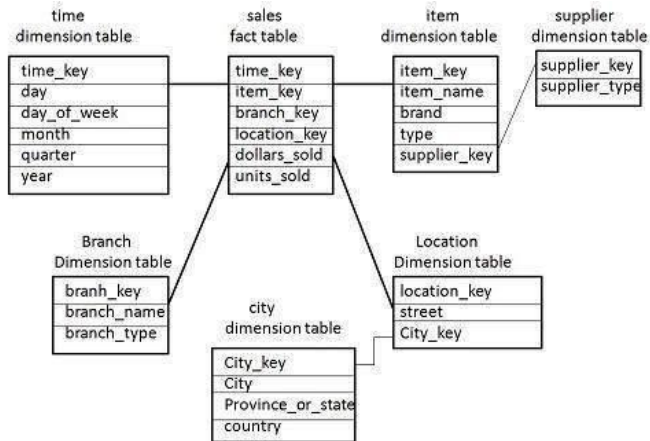 time
dimension table
time_key
day
day_of_week
month
quarter
year
sales
fact table
time_key
item_key
branch_key
location_key
dollars_sold
units_sold
item
dimension table
item_key
item_name
brand
type
supplier_key
supplier
dimension table
supplier_key
supplier_type
Branch
Dimension table
branh_key
branch_name
branch_type
city
dimension table
City_key
City
Province_or_state
country
Location
Dimension table
location_key
street
City_key